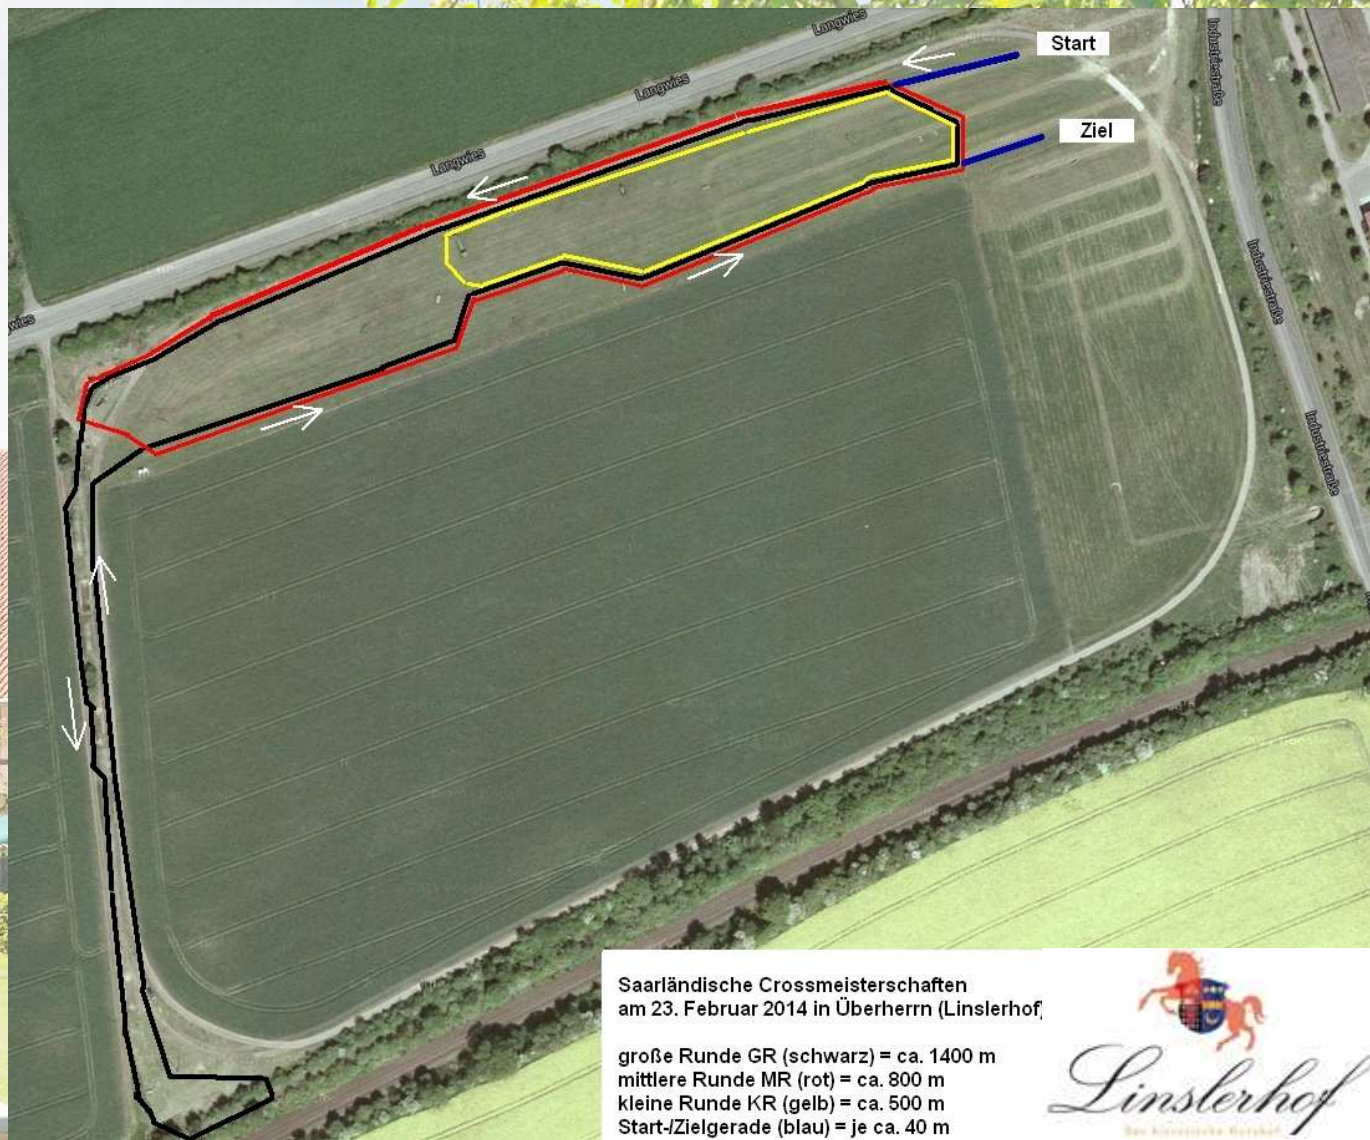 Langwies
Start
Industriestraße
Langwies
Ziel
Langwies
Industriestraße
wies
Industriestraße
Saarländische Crossmeisterschaften
am 23. Februar 2014 in Überherrn (Linslerhof)
große Runde GR (schwarz) = ca. 1400 m
mittlere Runde MR (rot) = ca. 800 m
kleine Runde KR (gelb) = ca. 500 m
Start-/Zielgerade (blau) = je ca. 40 m
Linslerhof